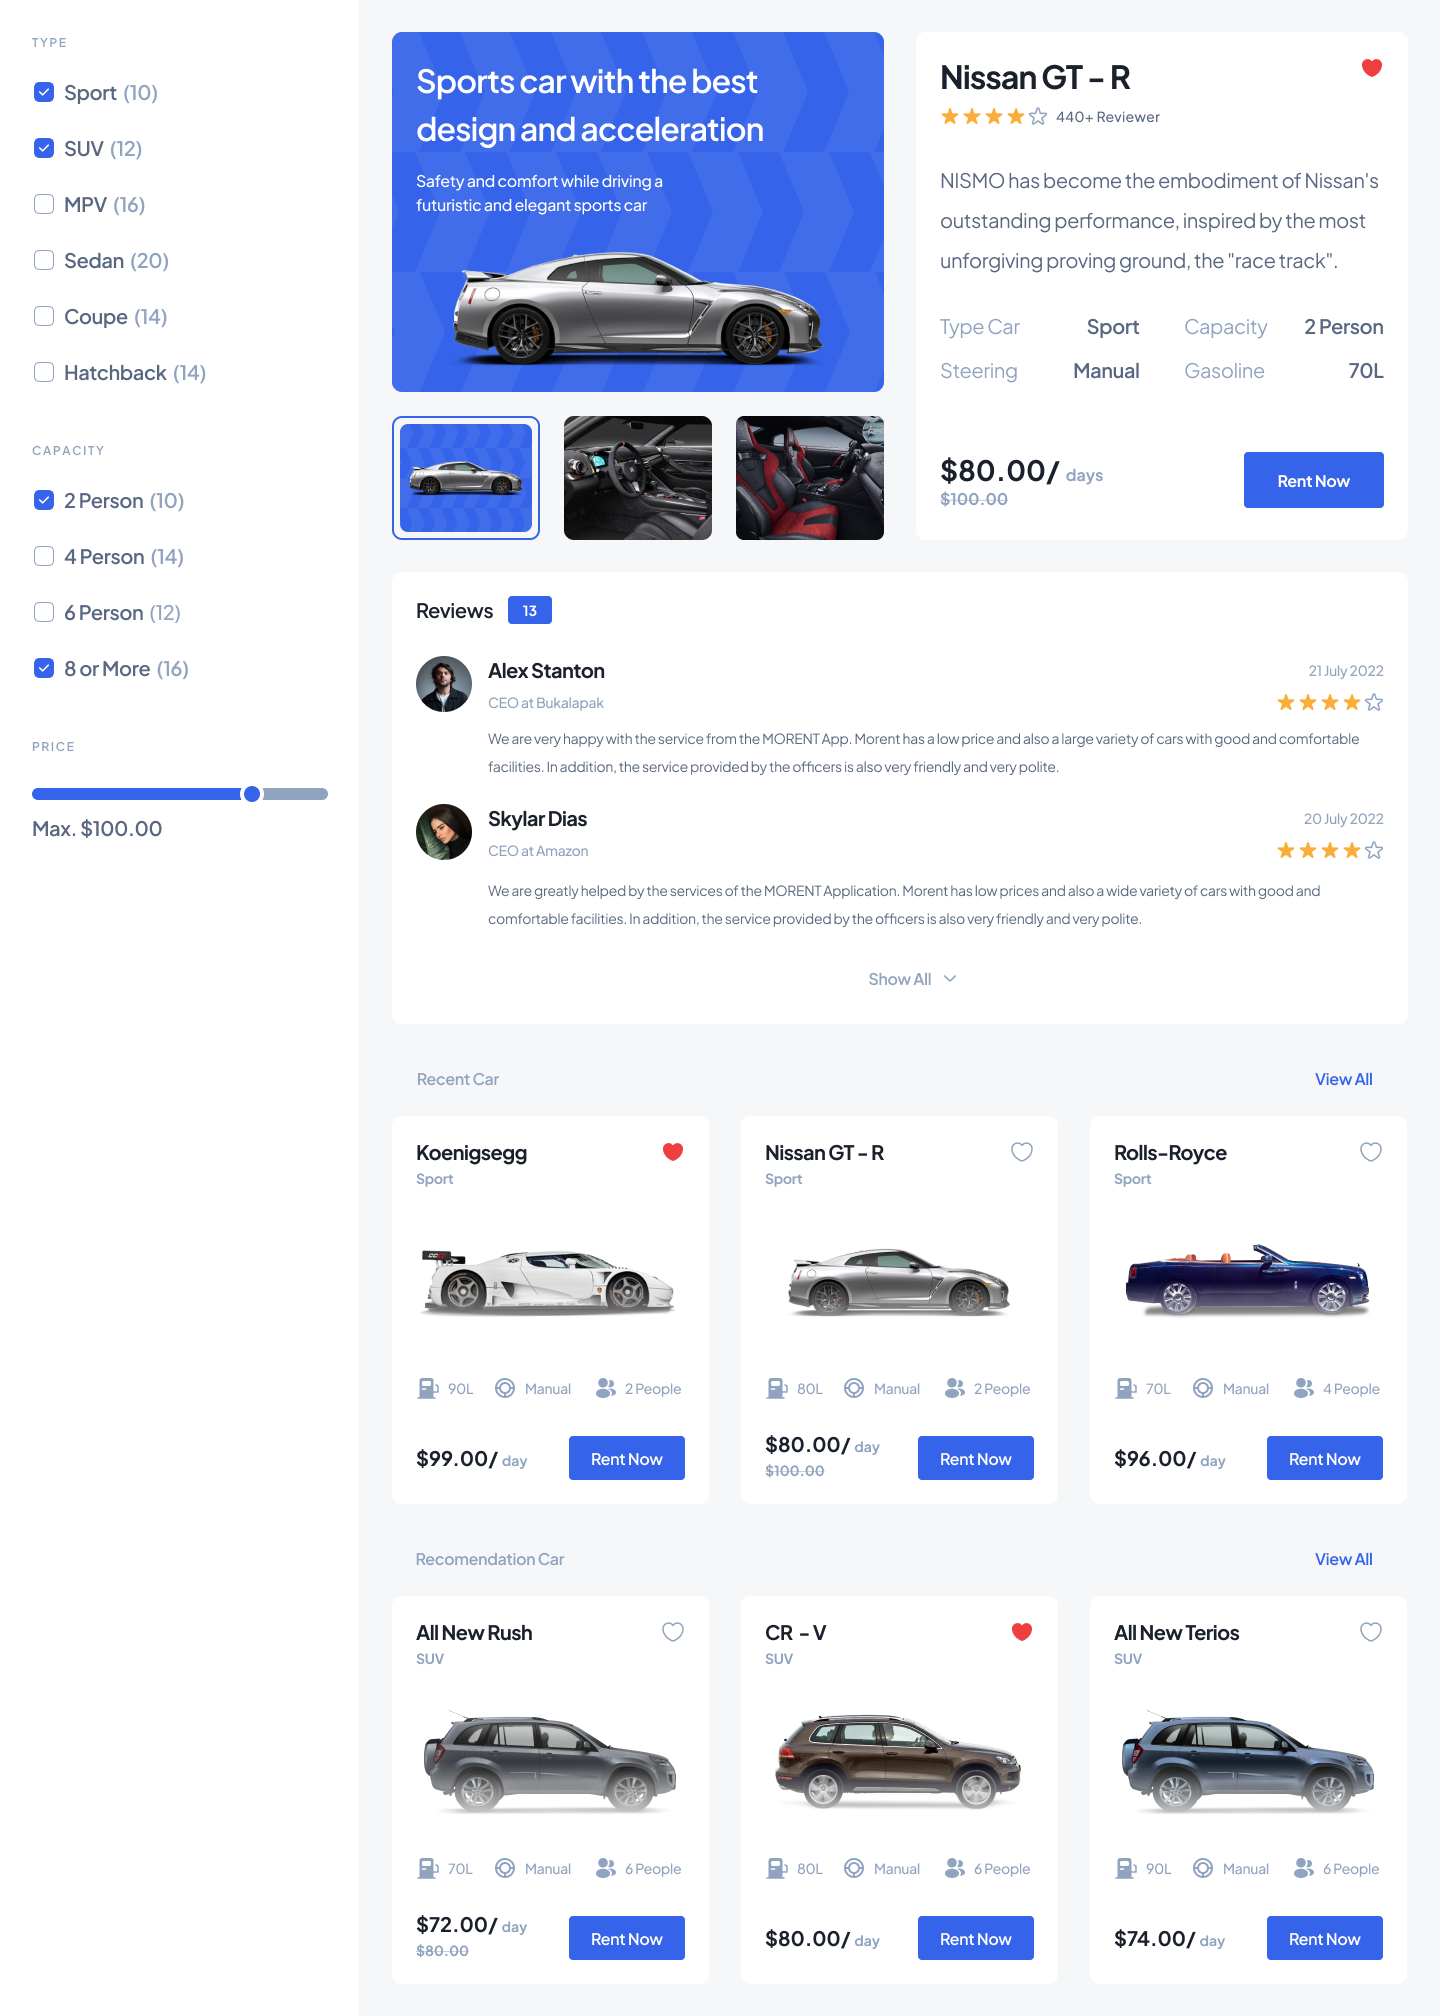 TYPE
Sport (10)
SUV (12)
MPV (16)
Sedan (20)
Coupe (14)
Hatchback (14)
CAPACITY
2 Person (10)
4 Person (14)
6 Person (12)
8 or More (16)
PRICE
Max. $100.00
Sports car with the best
design and acceleration
Safety and comfort while driving a
futuristic and elegant sports car
Nissan GT - R
440+ Reviewer
NISMO has become the embodiment of Nissan's
outstanding performance, inspired by the most
unforgiving proving ground, the "race track".
Type Car Sport Capacity 2 Person
Steering Manual Gasoline 70L
$80.00/ days
$100.00
Rent Now
Reviews 13
Alex Stanton 21 July 2022
CEO at Bukalapak
We are very happy with the service from the MORENT App. Morent has a low price and also a large variety of cars with good and comfortable
facilities. In addition, the service provided by the officers is also very friendly and very polite.
Skylar Dias 20 July 2022
CEO at Amazon
We are greatly helped by the services of the MORENT Application. Morent has low prices and also a wide variety of cars with good and
comfortable facilities. In addition, the service provided by the officers is also very friendly and very polite.
Show All
Recent Car View All
Koenigsegg
Sport
90L Manual 2 People
$99.00/ day
Rent Now
Nissan GT - R
Sport
80L Manual 2 People
$80.00/ day
$100.00
Rent Now
Rolls-Royce
Sport
70L Manual 4 People
$96.00/ day
Rent Now
Recomendation Car View All
All New Rush
SUV
70L Manual 6 People
$72.00/ day
$80.00
Rent Now
CR - V
SUV
80L Manual 6 People
$80.00/ day
Rent Now
All New Terios
SUV
90L Manual 6 People
$74.00/ day
Rent Now